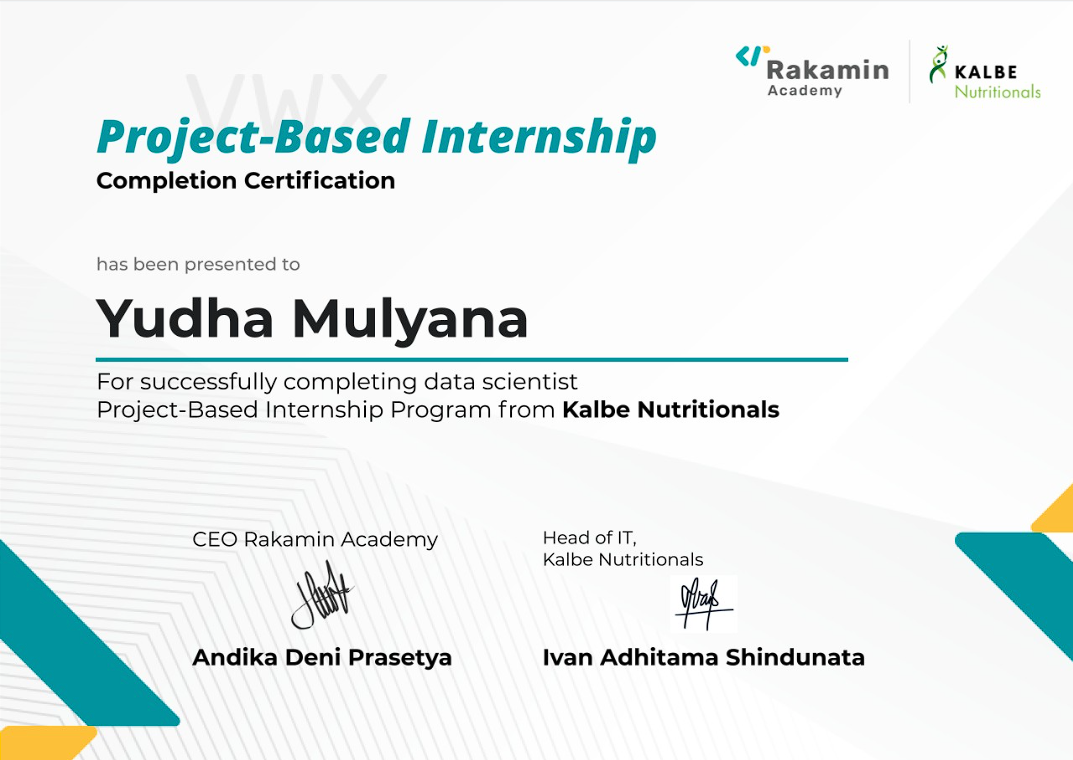 Rakamin
Academy
KALBE
Nutritionals
VWX
Project-Based Internship
Completion Certification
has been presented to
Yudha Mulyana
For successfully completing data scientist
Project-Based Internship Program from Kalbe Nutritionals
CEO Rakamin Academy
Andika Deni Prasetya
Head of IT,
Kalbe Nutritionals
Ivan Adhitama Shindunata